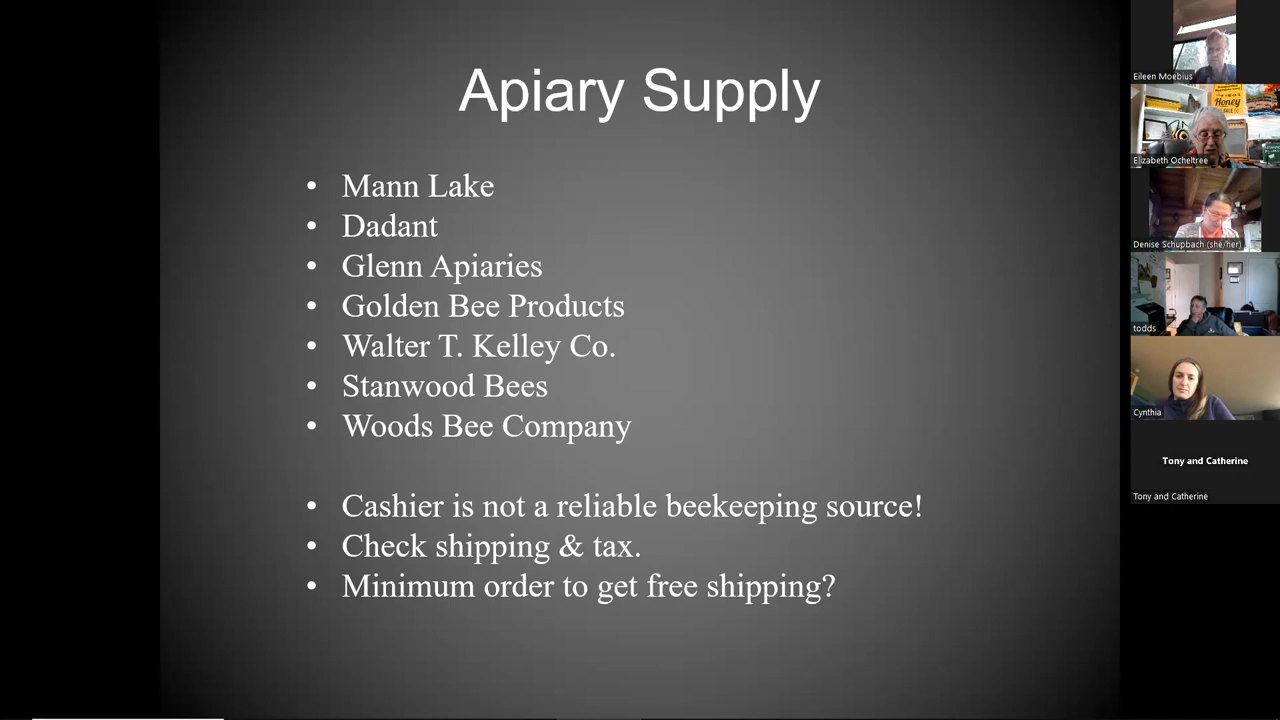 Apiary Supply
• Mann Lake
• Dadant
• Glenn Apiaries
• Golden Bee Products
• Walter T. Kelley Co.
• Stanwood Bees
• Woods Bee Company
• Cashier is not a reliable beekeeping source!
• Check shipping & tax.
• Minimum order to get free shipping?
Eileen Moebius
Honey
Elizabeth Ocheltree
Denise Schupbach (she/her)
todds
Cynthia
Tony and Catherine
Tony and Catherine